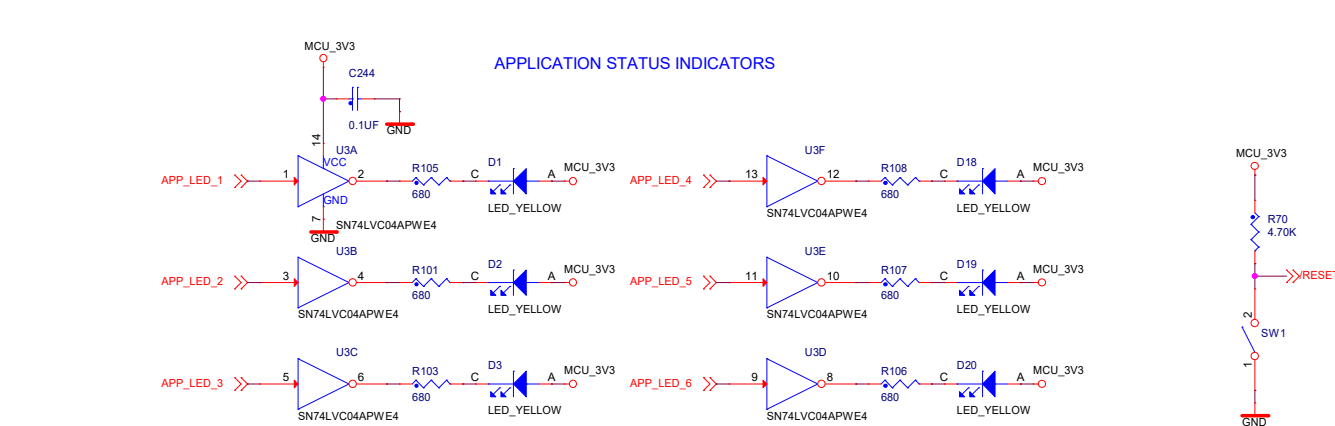 APPLICATION STATUS INDICATORS
MCU_3V3
C244
0.1UF
GND
14
U3A
VCC
APP_LED_1
1
2
R105
680
C
D1
A
MCU_3V3
LED_YELLOW
GND
7
GND
SN74LVC04APWE4
APP_LED_4
13
U3F
12
SN74LVC04APWE4
R108
680
C
D18
A
MCU_3V3
LED_YELLOW
APP_LED_2
3
U3B
4
SN74LVC04APWE4
R101
680
C
D2
A
MCU_3V3
LED_YELLOW
APP_LED_5
11
U3E
10
SN74LVC04APWE4
R107
680
C
D19
A
MCU_3V3
LED_YELLOW
APP_LED_3
5
U3C
6
SN74LVC04APWE4
R103
680
C
D3
A
MCU_3V3
LED_YELLOW
APP_LED_6
9
U3D
8
SN74LVC04APWE4
R106
680
C
D20
A
MCU_3V3
LED_YELLOW
MCU_3V3
R70
4.70K
/RESET
2
SW1
1
GND